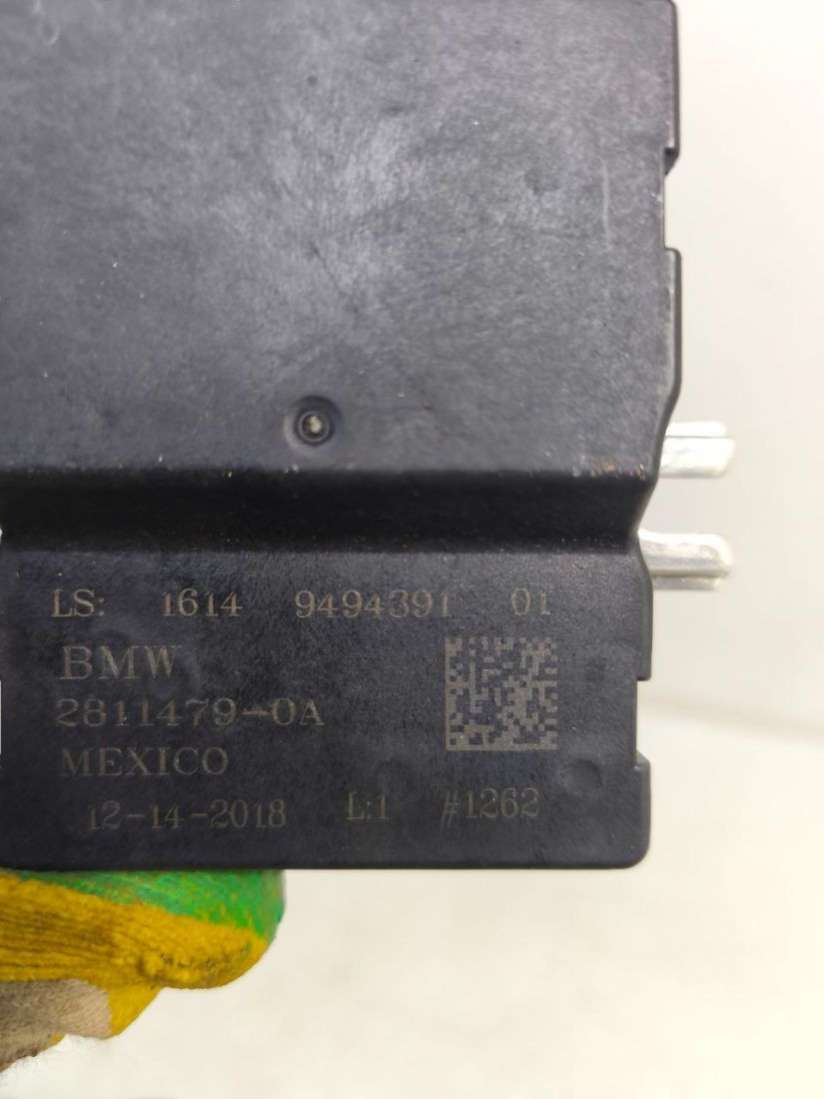 LS: 1614 9494391 01
BMW
2811479-0A
MEXICO
12-14-2018 L:1 #1262